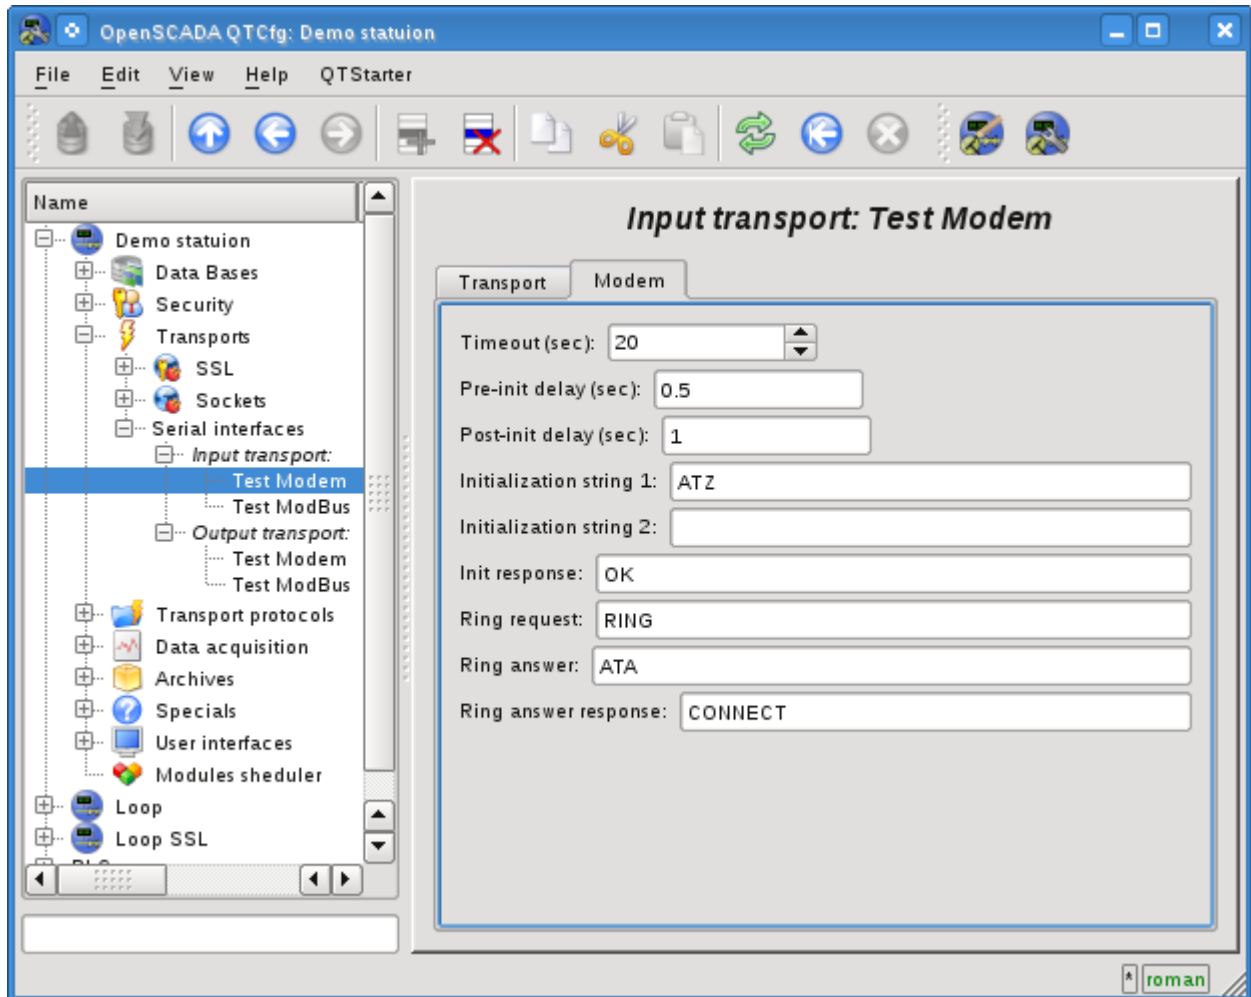 OpenSCADA QTCfg: Demo statuion
File Edit View Help QTStarter
Name
Demo statuion
Data Bases
Security
Transports
SSL
Sockets
Serial interfaces
Input transport:
Test Modem
Test ModBus
Output transport:
Test Modem
Test ModBus
Transport protocols
Data acquisition
Archives
Specials
User interfaces
Modules sheduler
Loop
Loop SSL
Input transport: Test Modem
Transport Modem
Timeout (sec): 20
Pre-init delay (sec): 0.5
Post-init delay (sec): 1
Initialization string 1: ATZ
Initialization string 2:
Init response: OK
Ring request: RING
Ring answer: ATA
Ring answer response: CONNECT
* roman